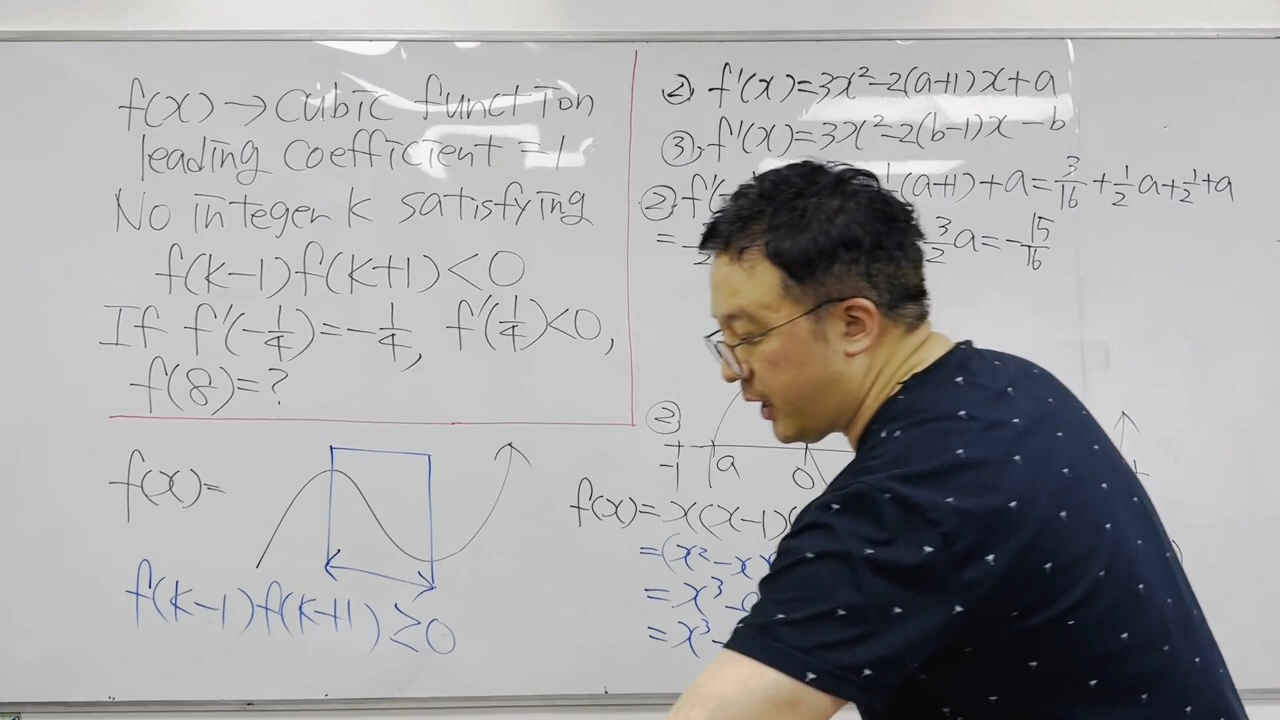 f(x)→cubic function
leading coefficient =1
No integer k satisfying
f(k-1)f(k+1)<0
If f'(-1/4)=-1/4, f'(1/4)<0,
f(8)=?
f(x)=
f(k-1)f(k+1)≥0
② f'(x)=3x²-2(a+1)x+a
③ f'(x)=3x²-2(b-1)x-b
② f'(- (a+1)+a=3/16+1/2a+1/2+a
= 3/2a=-15/16
②
-1 a 0
f(x)=x(x-1)
=(x²-x
=x³-
=x³-